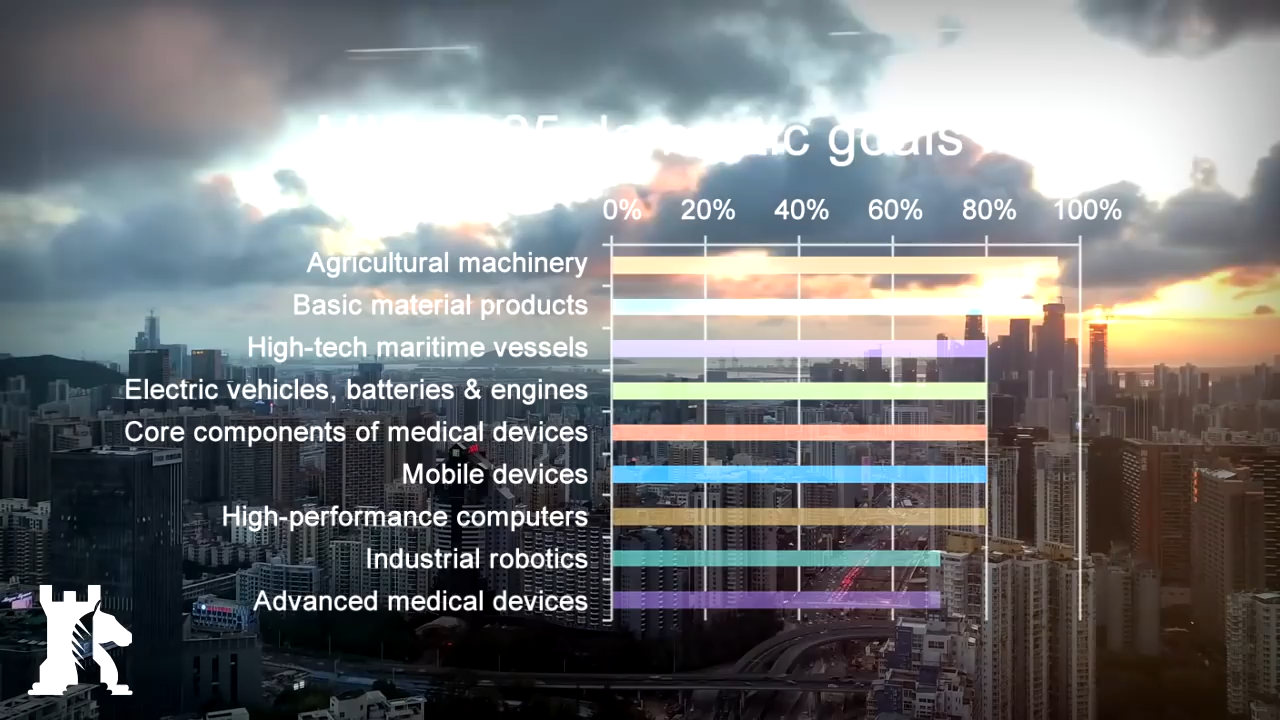 goals
0% 20% 40% 60% 80% 100%
Agricultural machinery
Basic material products
High-tech maritime vessels
Electric vehicles, batteries & engines
Core components of medical devices
Mobile devices
High-performance computers
Industrial robotics
Advanced medical devices